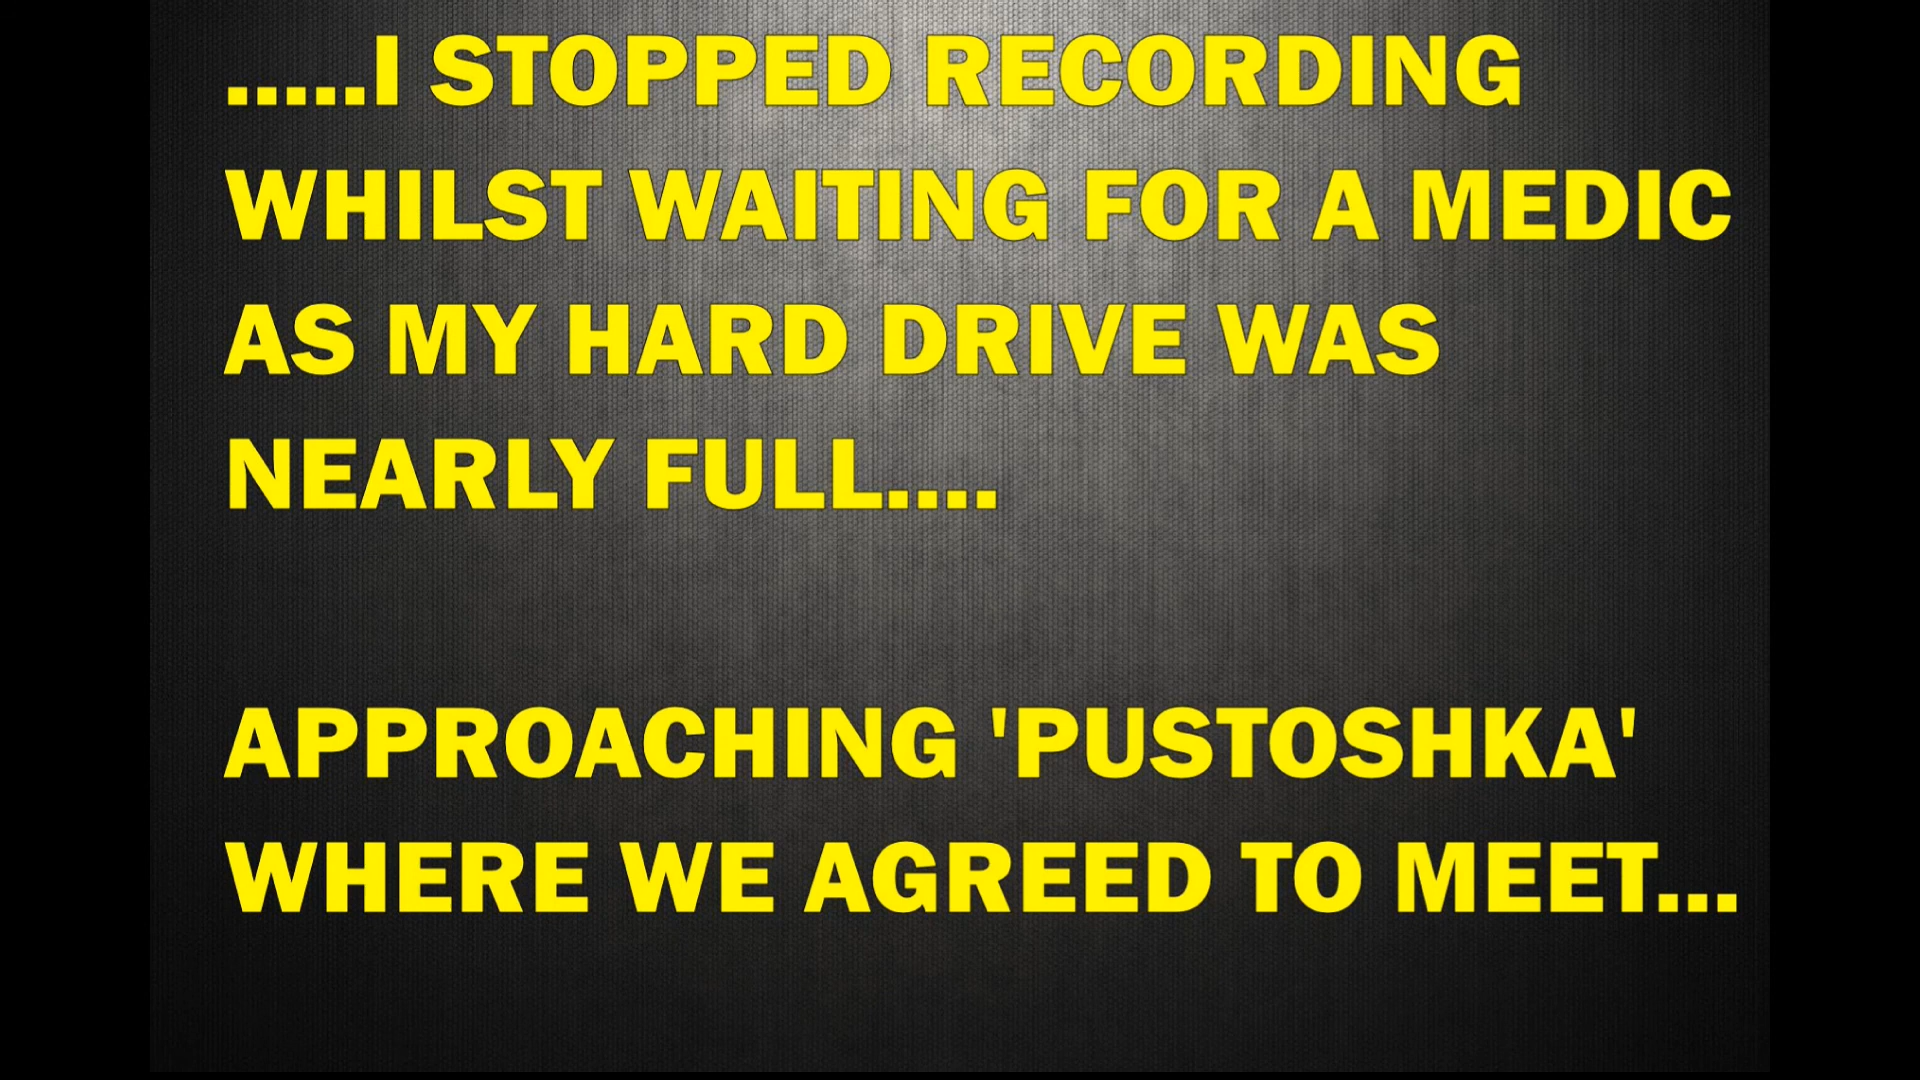 .....I STOPPED RECORDING
WHILST WAITING FOR A MEDIC
AS MY HARD DRIVE WAS
NEARLY FULL....
APPROACHING 'PUSTOSHKA'
WHERE WE AGREED TO MEET...